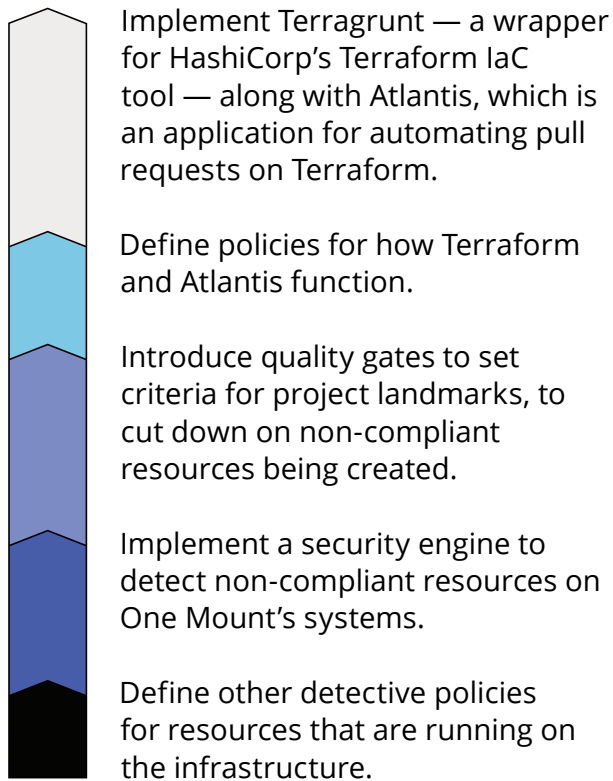 Implement Terragrunt — a wrapper
for HashiCorp’s Terraform IaC
tool — along with Atlantis, which is
an application for automating pull
requests on Terraform.
Define policies for how Terraform
and Atlantis function.
Introduce quality gates to set
criteria for project landmarks, to
cut down on non-compliant
resources being created.
Implement a security engine to
detect non-compliant resources on
One Mount’s systems.
Define other detective policies
for resources that are running on
the infrastructure.